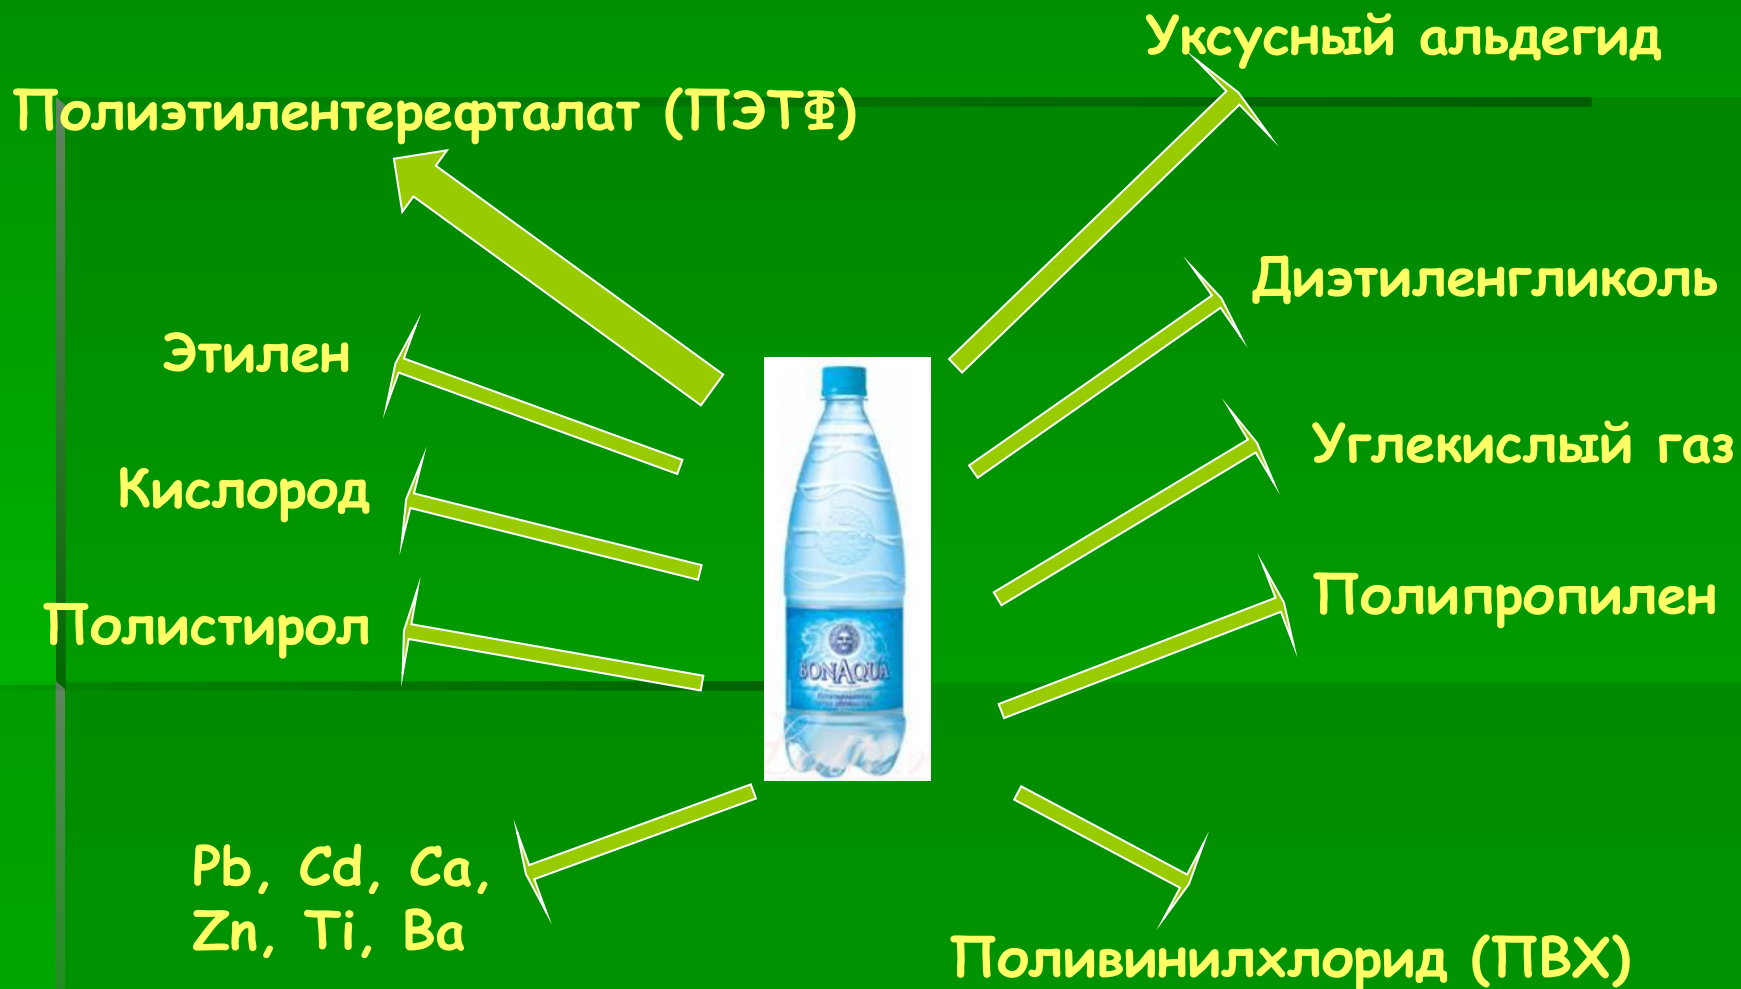 Уксусный альдегид
Полиэтилентерефталат (ПЭТФ)
Диэтиленгликоль
Этилен
Углекислый газ
Кислород
Полипропилен
Полистирол
BONAQUA
Pb, Cd, Ca,
Zn, Ti, Ba
Поливинилхлорид (ПВХ)